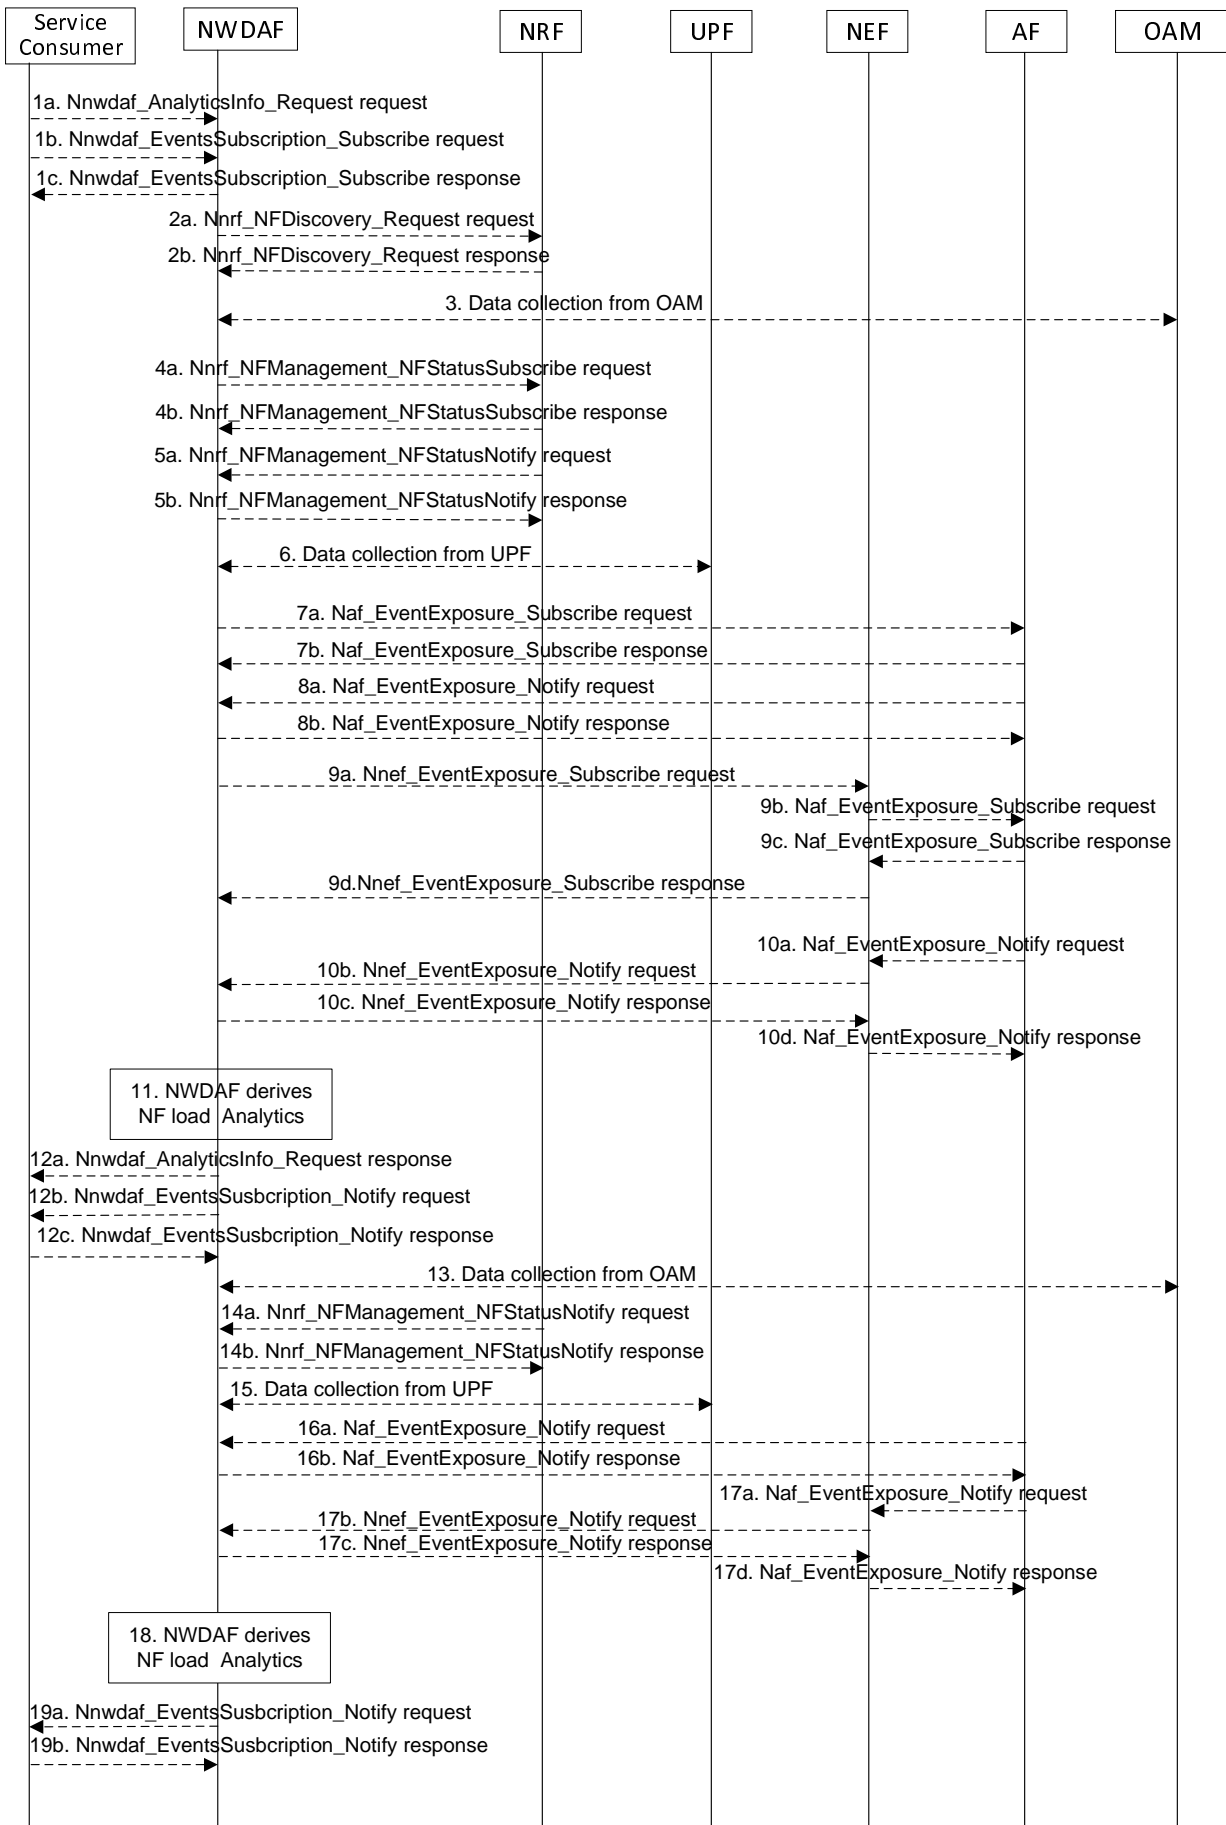 Service
Consumer
NWDAF
NRF
UPF
NEF
AF
OAM
1a. Nnwdaf_AnalyticsInfo_Request request
1b. Nnwdaf_EventsSubscription_Subscribe request
1c. Nnwdaf_EventsSubscription_Subscribe response
2a. Nnrf_NFDiscovery_Request request
2b. Nnrf_NFDiscovery_Request response
3. Data collection from OAM
4a. Nnrf_NFManagement_NFStatusSubscribe request
4b. Nnrf_NFManagement_NFStatusSubscribe response
5a. Nnrf_NFManagement_NFStatusNotify request
5b. Nnrf_NFManagement_NFStatusNotify response
6. Data collection from UPF
7a. Naf_EventExposure_Subscribe request
7b. Naf_EventExposure_Subscribe response
8a. Naf_EventExposure_Notify request
8b. Naf_EventExposure_Notify response
9a. Nnef_EventExposure_Subscribe request
9b. Naf_EventExposure_Subscribe request
9c. Naf_EventExposure_Subscribe response
9d.Nnef_EventExposure_Subscribe response
10a. Naf_EventExposure_Notify request
10b. Nnef_EventExposure_Notify request
10c. Nnef_EventExposure_Notify response
10d. Naf_EventExposure_Notify response
11. NWDAF derives
NF load  Analytics
12a. Nnwdaf_AnalyticsInfo_Request response
12b. Nnwdaf_EventsSusbcription_Notify request
12c. Nnwdaf_EventsSusbcription_Notify response
13. Data collection from OAM
14a. Nnrf_NFManagement_NFStatusNotify request
14b. Nnrf_NFManagement_NFStatusNotify response
15. Data collection from UPF
16a. Naf_EventExposure_Notify request
16b. Naf_EventExposure_Notify response
17a. Naf_EventExposure_Notify request
17b. Nnef_EventExposure_Notify request
17c. Nnef_EventExposure_Notify response
17d. Naf_EventExposure_Notify response
18. NWDAF derives
NF load  Analytics
19a. Nnwdaf_EventsSusbcription_Notify request
19b. Nnwdaf_EventsSusbcription_Notify response